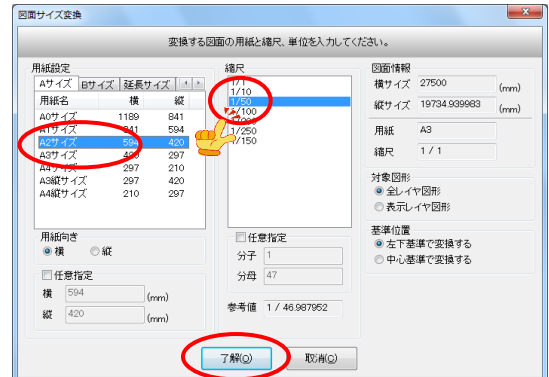 図面サイズ変換
変換する図面の用紙と縮尺、単位を入力してください。
用紙設定
Aサイズ Bサイズ 延長サイズ
用紙名 横 縦
A0サイズ 1189 841
A1サイズ 841 594
A2サイズ 594 420
A3サイズ 420 297
A4サイズ 297 210
A3縦サイズ 297 420
A4縦サイズ 210 297
用紙向き
横 縦
任意指定
横 594 (mm)
縦 420 (mm)
縮尺
1/1
1/10
1/50
1/100
1/250
任意指定
分子 1
分母 47
参考値 1 / 46.987952
図面情報
横サイズ 27500 (mm)
縦サイズ 19734.939983 (mm)
用紙 A3
縮尺 1 / 1
対象図形
全レイヤ図形
表示レイヤ図形
基準位置
左下基準で変換する
中心基準で変換する
了解(O) 取消(C)